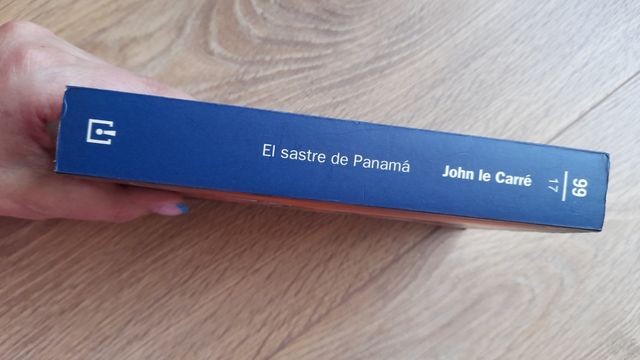 El sastre de Panamá
John le Carré
99
17